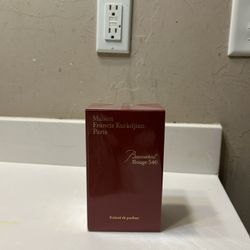 Maison
Francis Kurkdjian
Paris
Baccarat
Rouge 540
Extrait de parfum